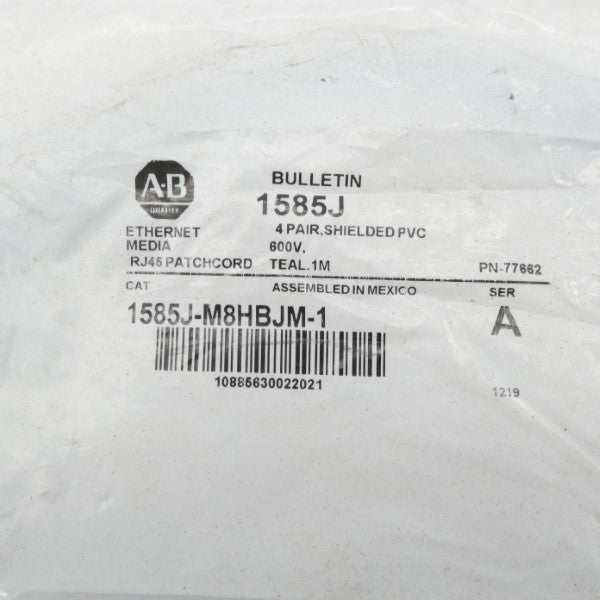 A-B
QUALITY
BULLETIN
1585J
ETHERNET 4 PAIR, SHIELDED PVC
MEDIA 600V,
RJ45 PATCHCORD TEAL.1M PN-77662
CAT ASSEMBLED IN MEXICO SER
1585J-M8HBJM-1 A
10885630022021
1219